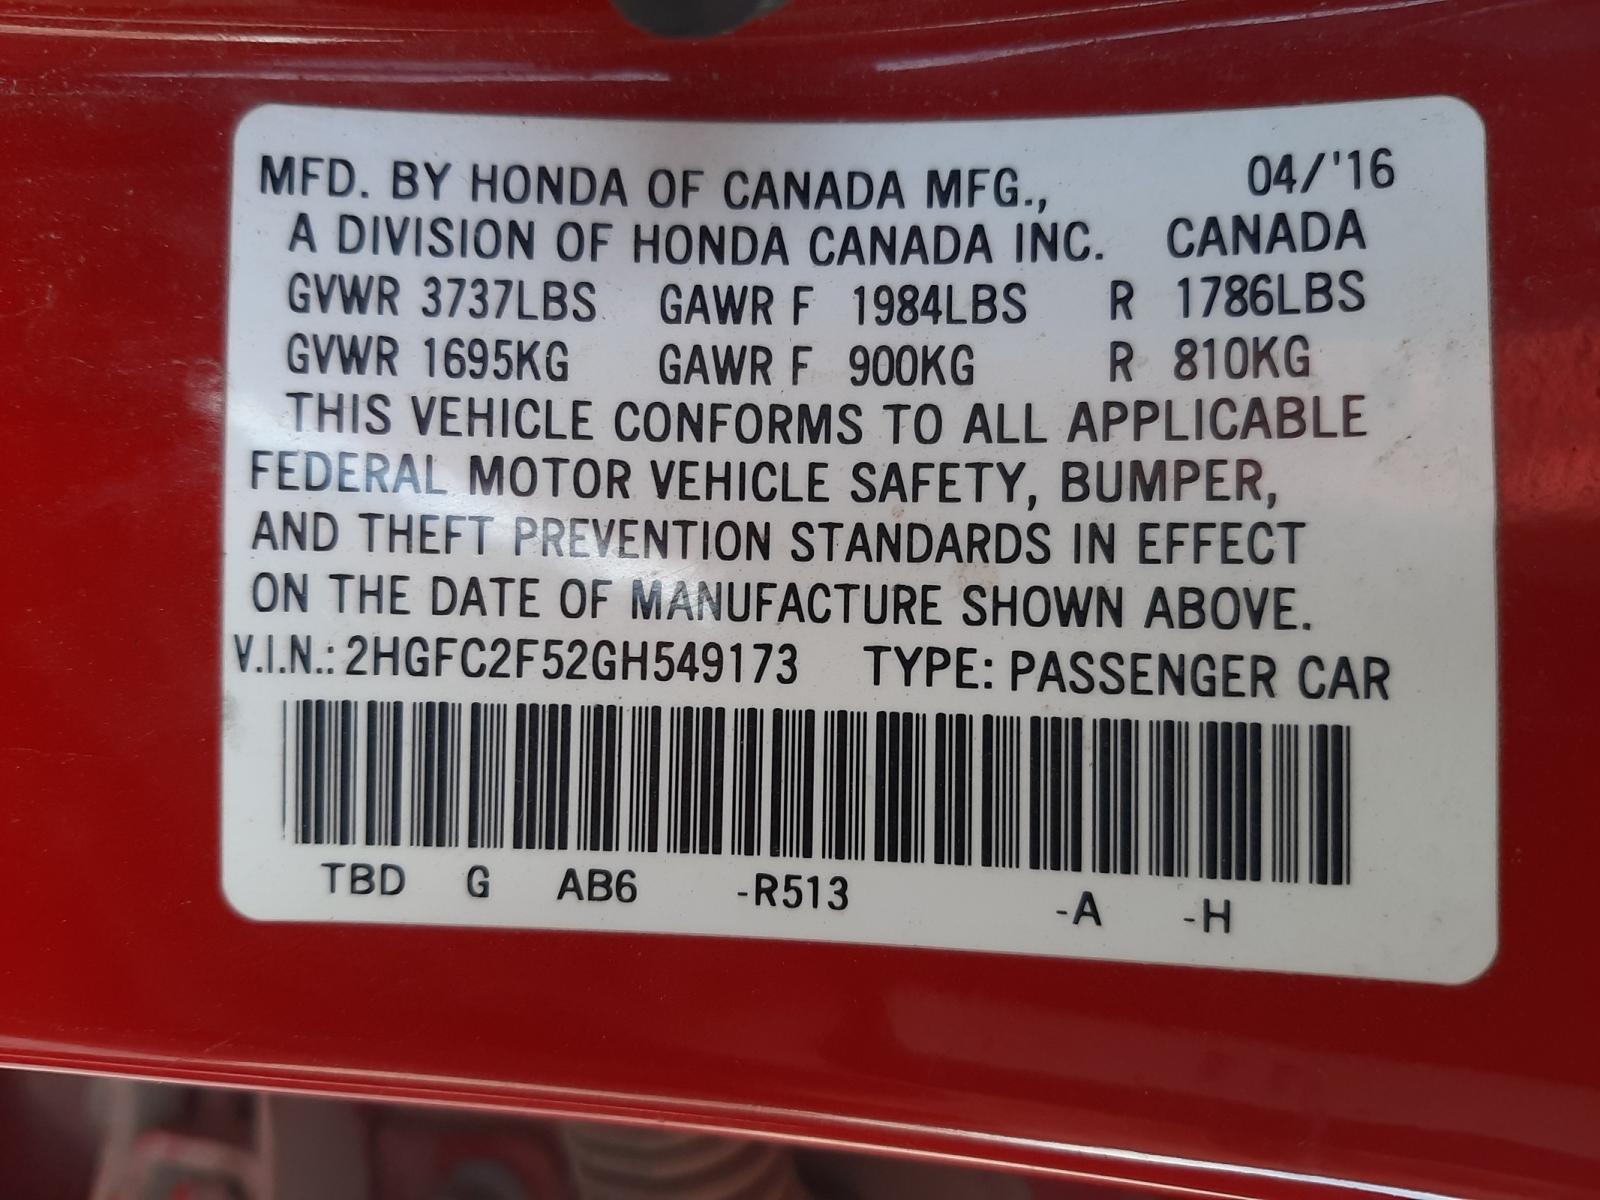 MFD. BY HONDA OF CANADA MFG., 04/'16
A DIVISION OF HONDA CANADA INC. CANADA
GVWR 3737LBS GAWR F 1984LBS R 1786LBS
GVWR 1695KG GAWR F 900KG R 810KG
THIS VEHICLE CONFORMS TO ALL APPLICABLE
FEDERAL MOTOR VEHICLE SAFETY, BUMPER,
AND THEFT PREVENTION STANDARDS IN EFFECT
ON THE DATE OF MANUFACTURE SHOWN ABOVE.
V.I.N.: 2HGFC2F52GH549173 TYPE: PASSENGER CAR
TBD G AB6 -R513 -A -H